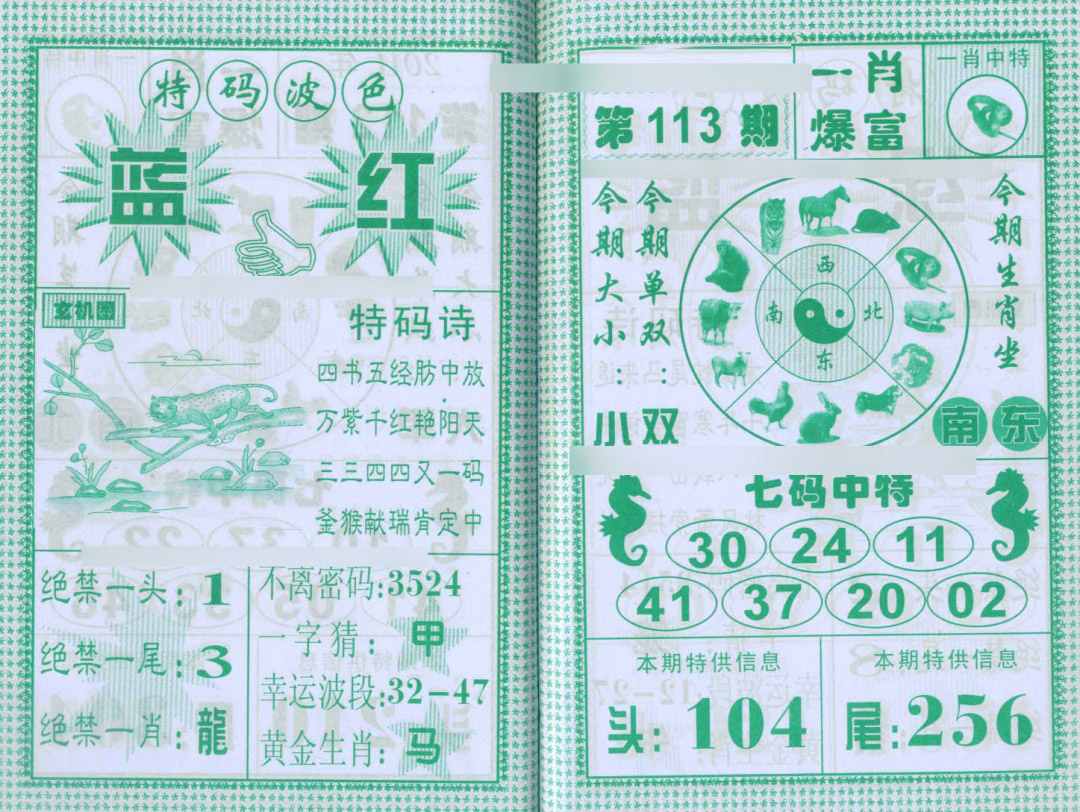 特码波色
蓝 红
玄机图
特码诗
四书五经肪中放
万紫千红艳阳天
三三四四又一码
釜猴献瑞肯定中
绝禁一头:1
绝禁一尾:3
绝禁一肖:龍
不离密码:3524
一字猜:甲
幸运波段:32-47
黄金生肖:马
第113期
一肖
爆富
一肖中特
今期大小:小
今期单双:双
西
南
北
东
今期生肖坐
南东
七码中特
30 24 11
41 37 20 02
本期特供信息
头:104
本期特供信息
尾:256